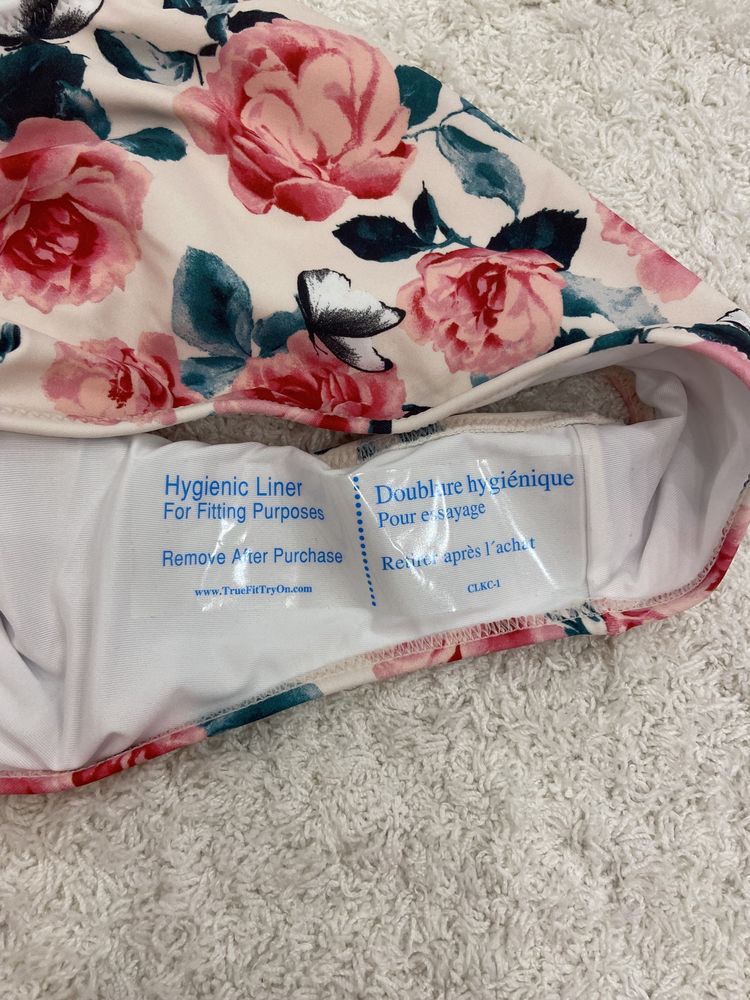 Hygienic Liner
For Fitting Purposes
Remove After Purchase
www.TrueFitTryOn.com
Doublure hygiénique
Pour essayage
Retirer après l´achat
CLKC-1